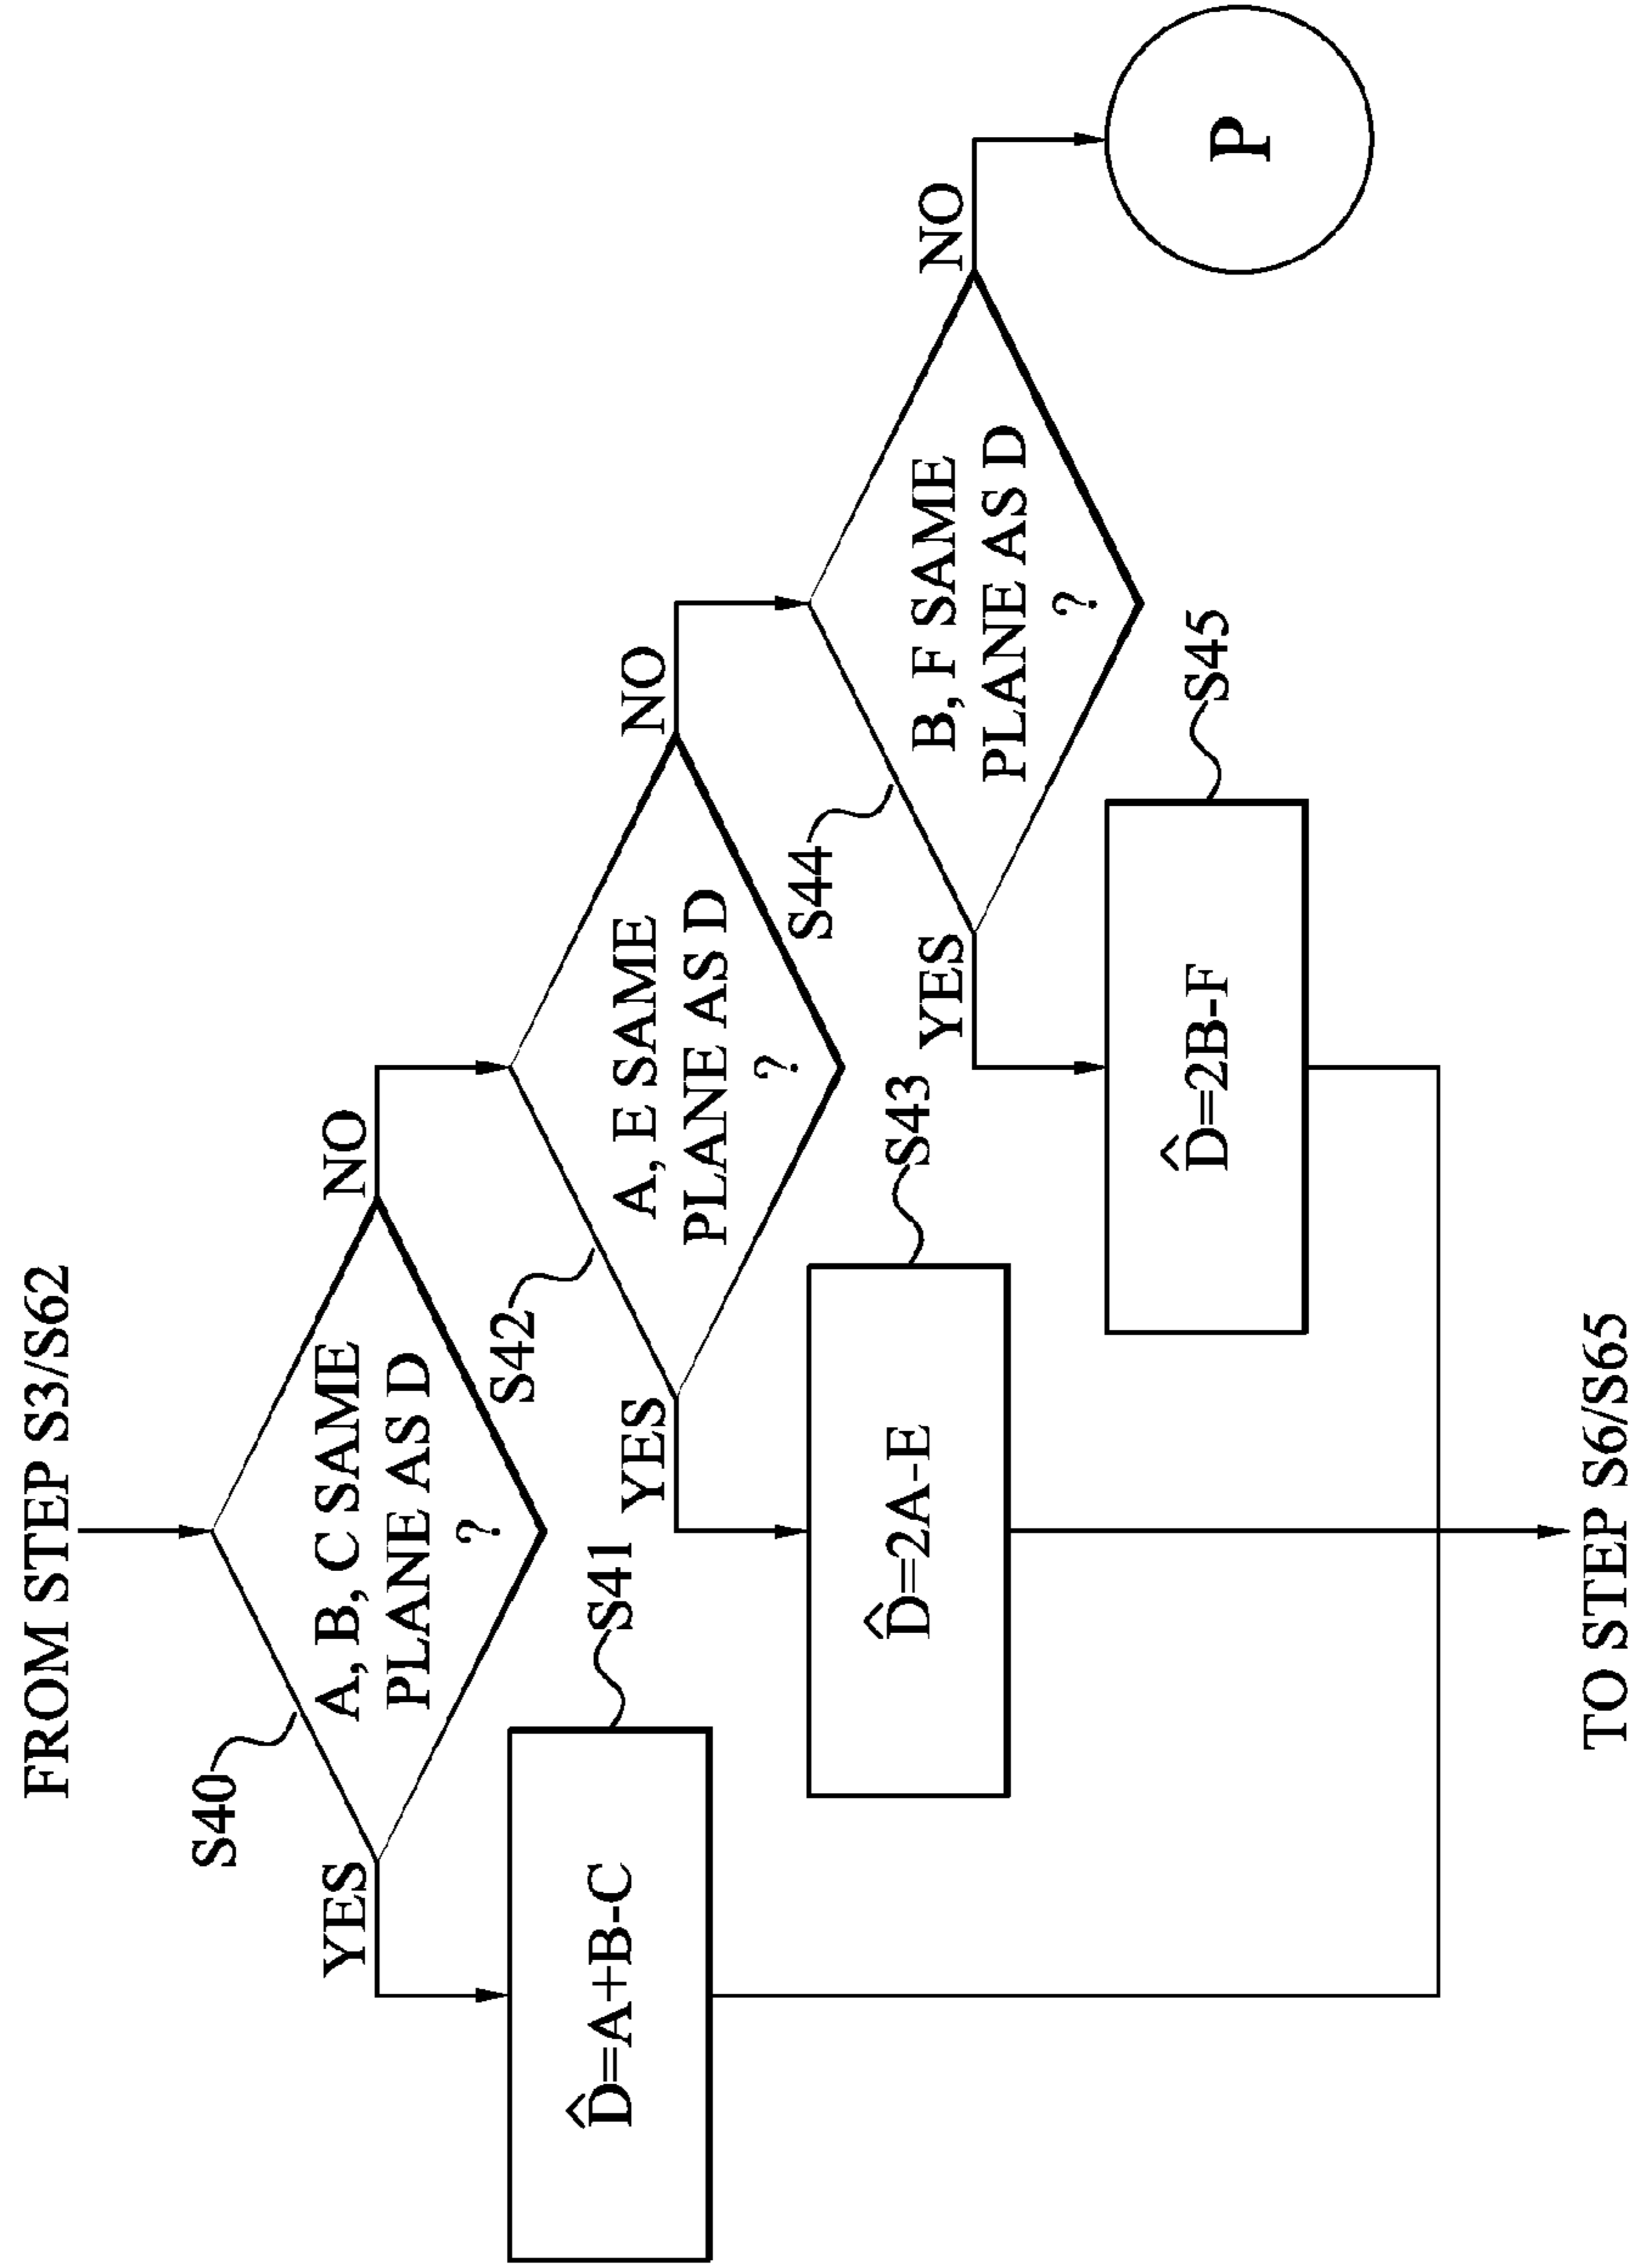 FROM STEP S3/S62
S40
A, B, C SAME
PLANE AS D
?
YES
NO
S41
D̂=A+B-C
S42
A, E SAME
PLANE AS D
?
YES
NO
S43
D̂=2A-E
S44
B, F SAME
PLANE AS D
?
YES
NO
S45
D̂=2B-F
P
TO STEP S6/S65